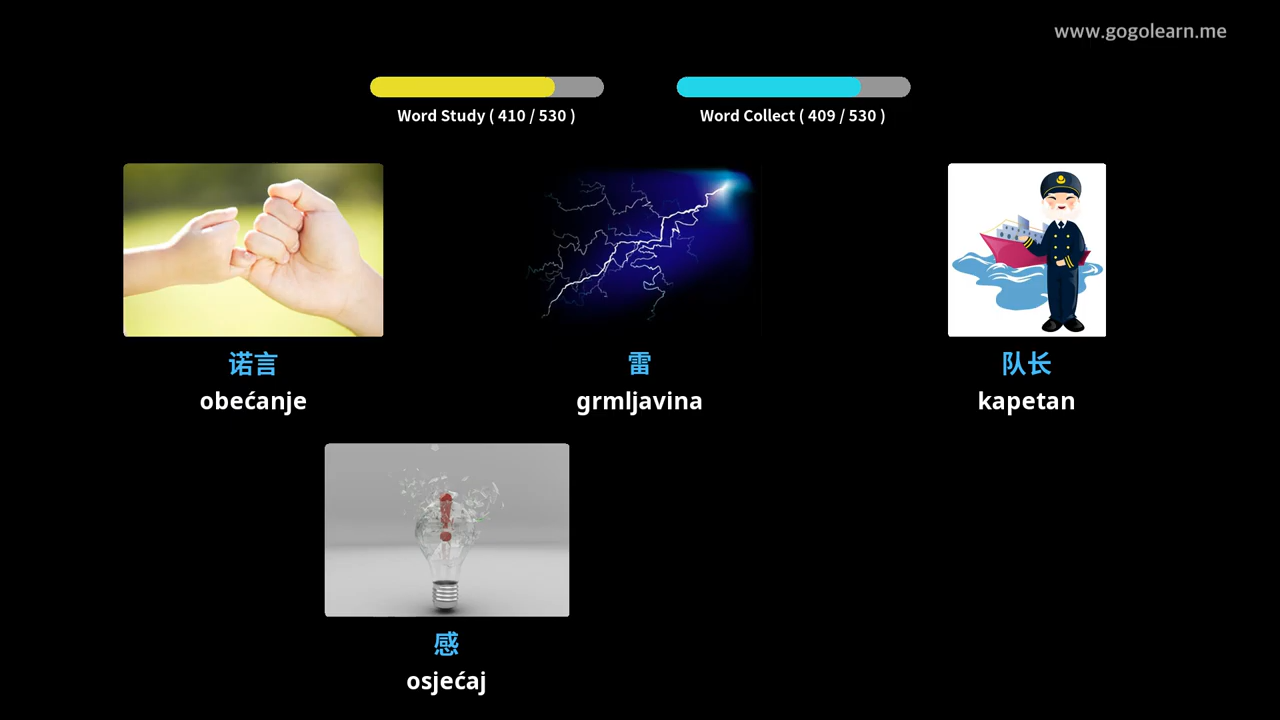 www.gogolearn.me
Word Study ( 410 / 530 )
Word Collect ( 409 / 530 )
诺言
obećanje
雷
grmljavina
队长
kapetan
感
osjećaj